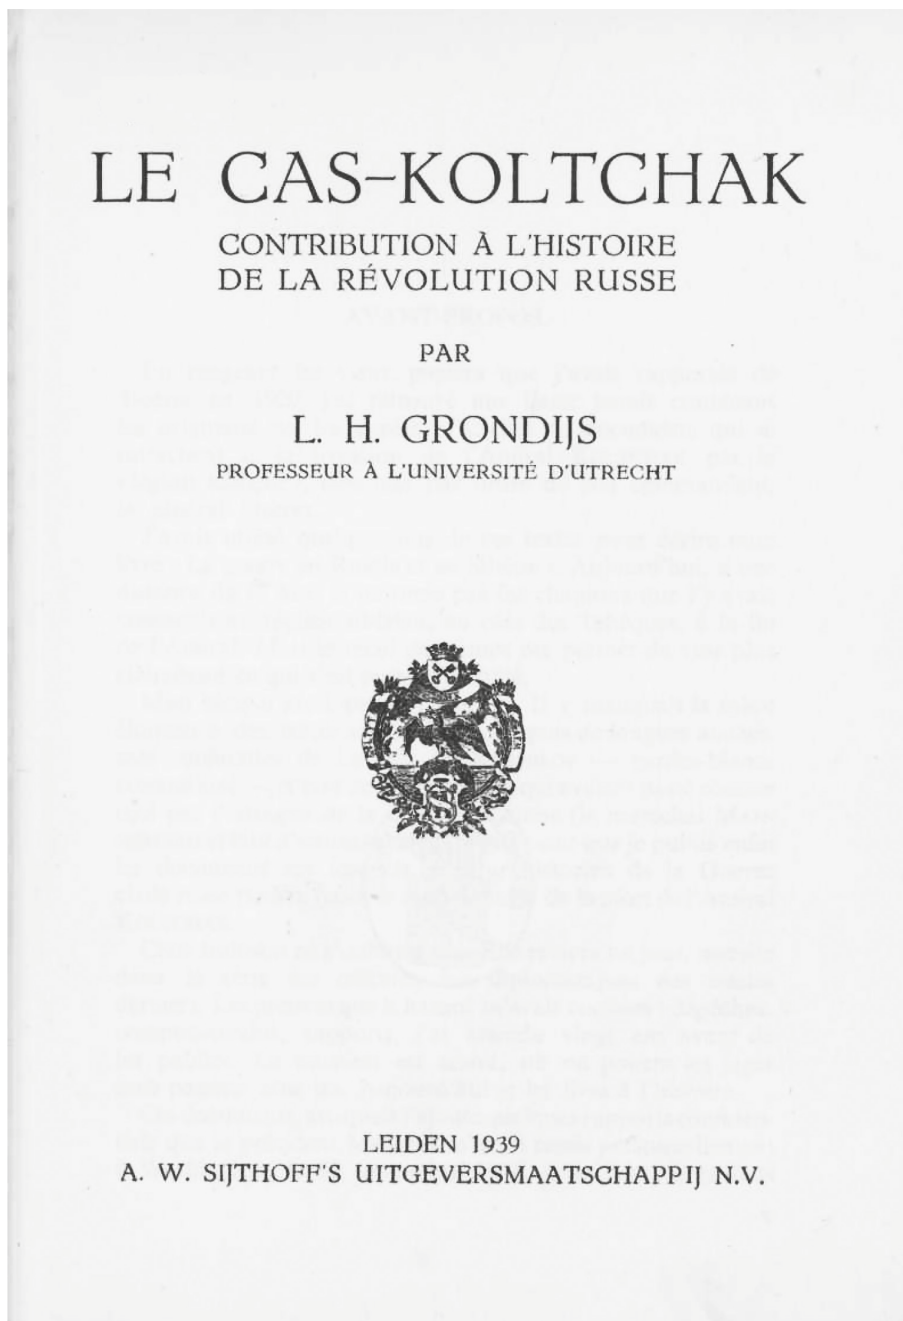 LE CAS–KOLTCHAK
CONTRIBUTION À L'HISTOIRE
DE LA RÉVOLUTION RUSSE
PAR
L. H. GRONDIJS
PROFESSEUR À L'UNIVERSITÉ D'UTRECHT
LEIDEN 1939
A. W. SIJTHOFF'S UITGEVERSMAATSCHAPPIJ N.V.